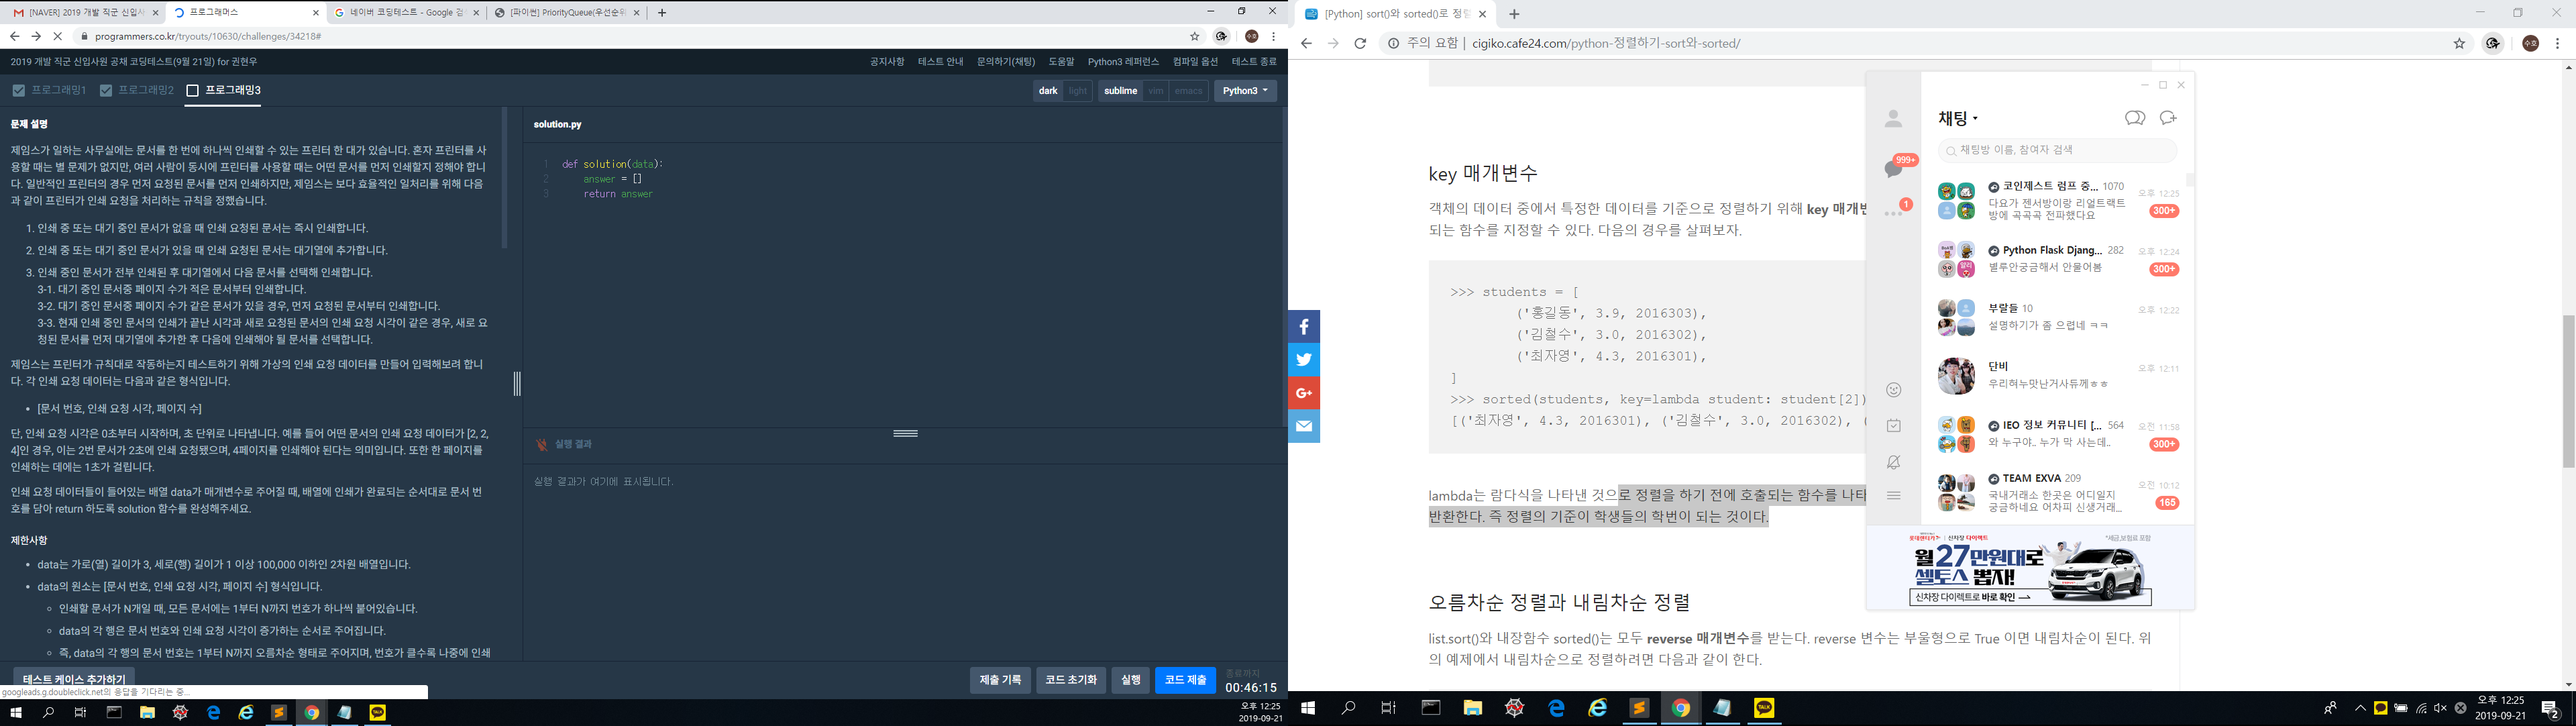 [NAVER] 2019 개발 직군 신입사
프로그래머스
네이버 코딩테스트 - Google 검
[파이썬] PriorityQueue(우선순위
programmers.co.kr/tryouts/10630/challenges/34218#
2019 개발 직군 신입사원 공채 코딩테스트(9월 21일) for 권현우
공지사항 테스트 안내 문의하기(채팅) 도움말 Python3 레퍼런스 컴파일 옵션 테스트 종료
프로그래밍1 프로그래밍2 프로그래밍3
dark light sublime vim emacs Python3
문제 설명
제임스가 일하는 사무실에는 문서를 한 번에 하나씩 인쇄할 수 있는 프린터 한 대가 있습니다. 혼자 프린터를 사
용할 때는 별 문제가 없지만, 여러 사람이 동시에 프린터를 사용할 때는 어떤 문서를 먼저 인쇄할지 정해야 합니
다. 일반적인 프린터의 경우 먼저 요청된 문서를 먼저 인쇄하지만, 제임스는 보다 효율적인 일처리를 위해 다음
과 같이 프린터가 인쇄 요청을 처리하는 규칙을 정했습니다.
1. 인쇄 중 또는 대기 중인 문서가 없을 때 인쇄 요청된 문서는 즉시 인쇄합니다.
2. 인쇄 중 또는 대기 중인 문서가 있을 때 인쇄 요청된 문서는 대기열에 추가합니다.
3. 인쇄 중인 문서가 전부 인쇄된 후 대기열에서 다음 문서를 선택해 인쇄합니다.
3-1. 대기 중인 문서중 페이지 수가 적은 문서부터 인쇄합니다.
3-2. 대기 중인 문서중 페이지 수가 같은 문서가 있을 경우, 먼저 요청된 문서부터 인쇄합니다.
3-3. 현재 인쇄 중인 문서의 인쇄가 끝난 시각과 새로 요청된 문서의 인쇄 요청 시각이 같은 경우, 새로 요
청된 문서를 먼저 대기열에 추가한 후 다음에 인쇄해야 될 문서를 선택합니다.
제임스는 프린터가 규칙대로 작동하는지 테스트하기 위해 가상의 인쇄 요청 데이터를 만들어 입력해보려 합니
다. 각 인쇄 요청 데이터는 다음과 같은 형식입니다.
• [문서 번호, 인쇄 요청 시각, 페이지 수]
단, 인쇄 요청 시각은 0초부터 시작하며, 초 단위로 나타냅니다. 예를 들어 어떤 문서의 인쇄 요청 데이터가 [2, 2,
4]인 경우, 이는 2번 문서가 2초에 인쇄 요청됐으며, 4페이지를 인쇄해야 된다는 의미입니다. 또한 한 페이지를
인쇄하는 데에는 1초가 걸립니다.
인쇄 요청 데이터들이 들어있는 배열 data가 매개변수로 주어질 때, 배열에 인쇄가 완료되는 순서대로 문서 번
호를 담아 return 하도록 solution 함수를 완성해주세요.
제한사항
• data는 가로(열) 길이가 3, 세로(행) 길이가 1 이상 100,000 이하인 2차원 배열입니다.
• data의 원소는 [문서 번호, 인쇄 요청 시각, 페이지 수] 형식입니다.
인쇄할 문서가 N개일 때, 모든 문서에는 1부터 N까지 번호가 하나씩 붙어있습니다.
data의 각 행은 문서 번호와 인쇄 요청 시각이 증가하는 순서로 주어집니다.
즉, data의 각 행의 문서 번호는 1부터 N까지 오름차순 형태로 주어지며, 번호가 클수록 나중에 인쇄
테스트 케이스 추가하기
googleads.g.doubleclick.net의 응답을 기다리는 중...
solution.py
1 def solution(data):
2 answer = []
3 return answer
실행 결과
실행 결과가 여기에 표시됩니다.
제출 기록 코드 초기화 실행 코드 제출
종료까지
00:46:15
오후 12:25
2019-09-21
[Python] sort()와 sorted()로 정렬
주의 요함 | cigiko.cafe24.com/python-정렬하기-sort와-sorted/
수호
key 매개변수
객체의 데이터 중에서 특정한 데이터를 기준으로 정렬하기 위해 key 매개변
되는 함수를 지정할 수 있다. 다음의 경우를 살펴보자.
>>> students = [
('홍길동', 3.9, 2016303),
('김철수', 3.0, 2016302),
('최자영', 4.3, 2016301),
]
>>> sorted(students, key=lambda student: student[2])
[('최자영', 4.3, 2016301), ('김철수', 3.0, 2016302), (
lambda는 람다식을 나타낸 것으로 정렬을 하기 전에 호출되는 함수를 나타
반환한다. 즉 정렬의 기준이 학생들의 학번이 되는 것이다.
오름차순 정렬과 내림차순 정렬
list.sort()와 내장함수 sorted()는 모두 reverse 매개변수를 받는다. reverse 변수는 부울형으로 True 이면 내림차순이 된다. 위
의 예제에서 내림차순으로 정렬하려면 다음과 같이 한다.
채팅
채팅방 이름, 참여자 검색
999+
1
코인제스트 럼프 중... 1070
오후 12:25
다요가 젠서방이랑 리얼트랙트
방에 곡곡곡 전파했다요
300+
Python Flask Djang... 282
오후 12:24
별루안궁금해서 안물어봄
300+
부랄들 10
오후 12:22
설명하기가 좀 으렵네 ㅋㅋ
단비
오후 12:11
우리혀누맛난거사듀께ㅎㅎ
IEO 정보 커뮤니티 [... 564
오전 11:58
와 누구야.. 누가 막 사는데..
300+
TEAM EXVA 209
오전 10:12
국내거래소 한곳은 어디일지
궁금하네요 어차피 신생거래...
165
롯데렌터카 신차장 다이렉트
*세금,보험료 포함
월27만원대로
셀토스 뽑자!
신차장 다이렉트로 바로 확인
TALK
오후 12:25
2019-09-21
2